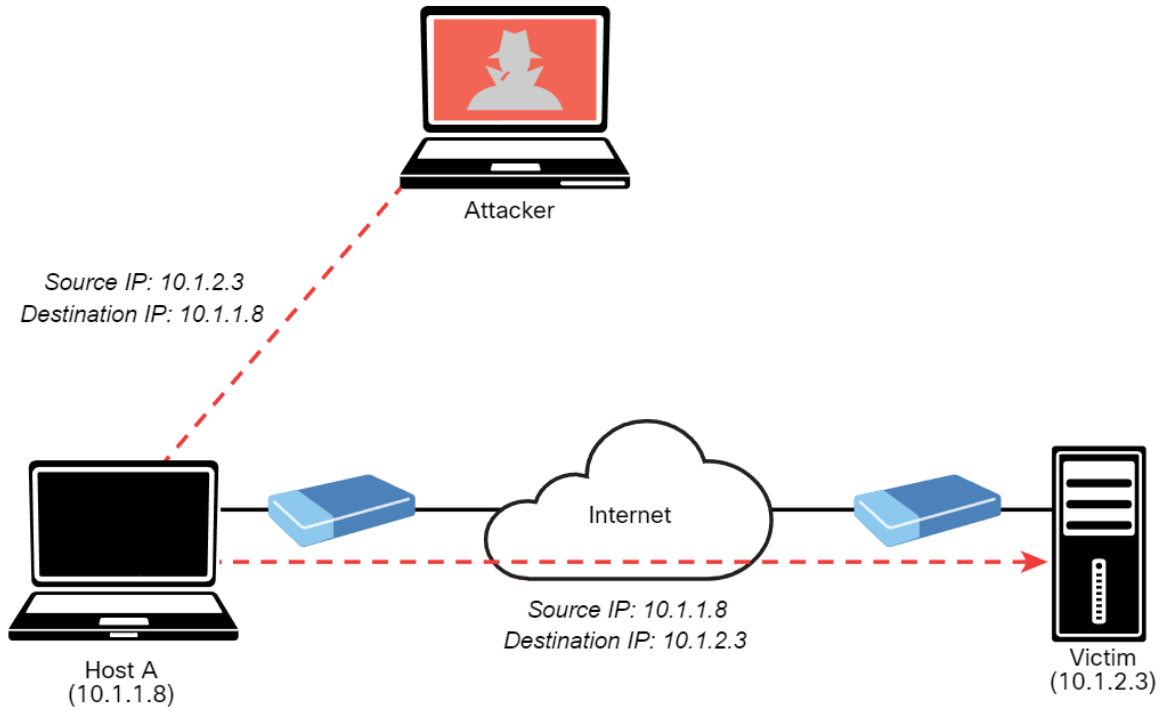 Attacker
Source IP: 10.1.2.3
Destination IP: 10.1.1.8
Internet
Source IP: 10.1.1.8
Destination IP: 10.1.2.3
Host A
(10.1.1.8)
Victim
(10.1.2.3)